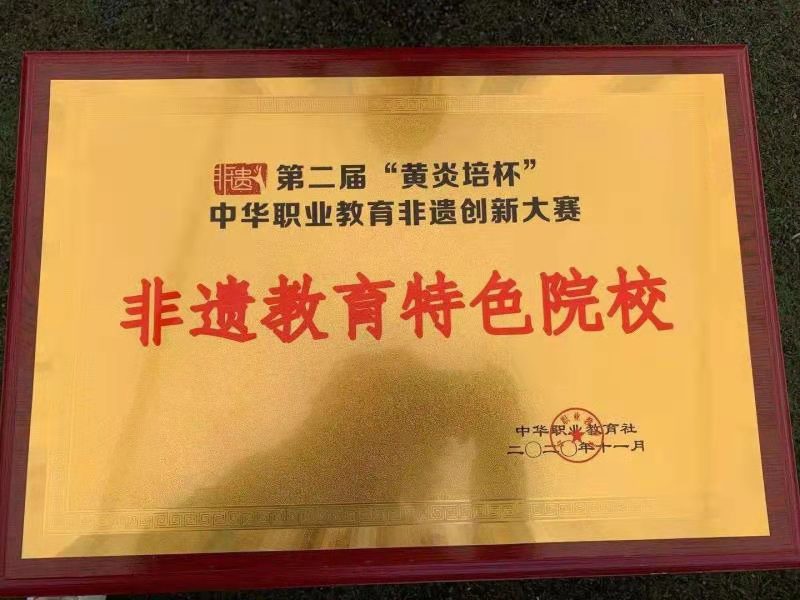 非遗 第二届“黄炎培杯”
中华职业教育非遗创新大赛
非遗教育特色院校
中华职业教育社
二〇二〇年十一月